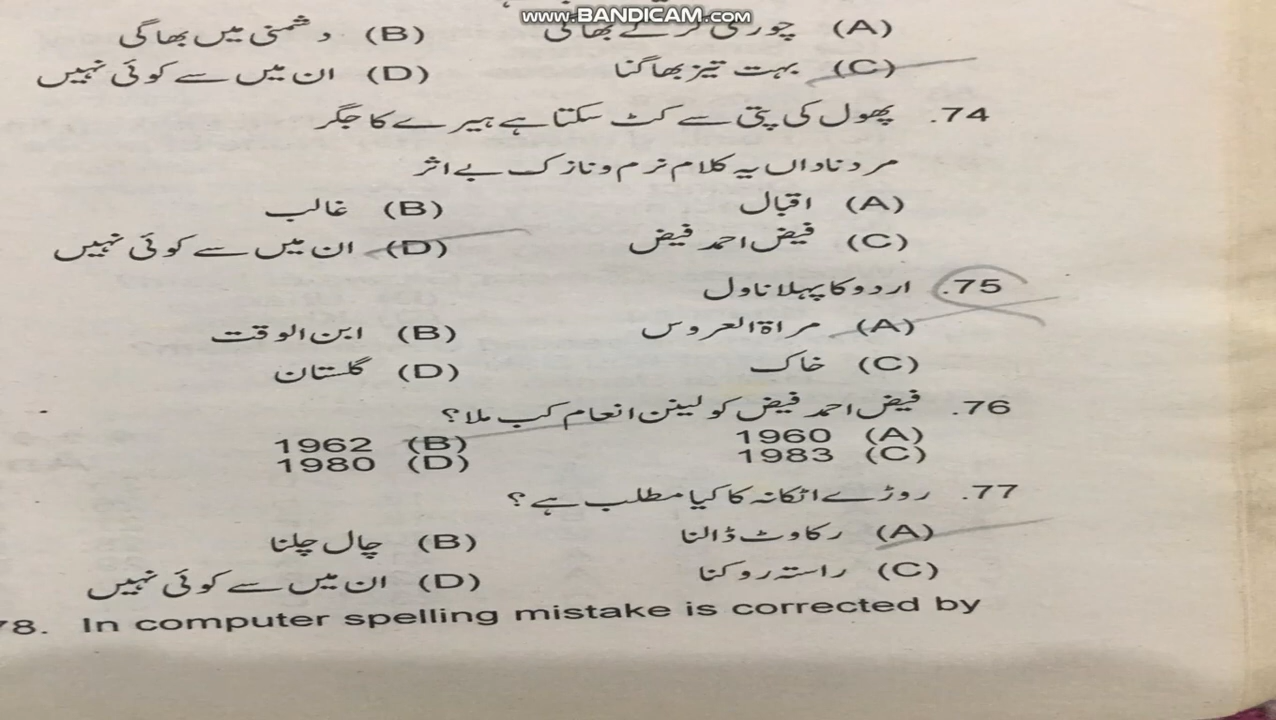 www.BANDICAM.com
(A) چوری کرکے بھاگی (B) دشمنی میں بھاگی
(C) بہت تیز بھاگنا (D) ان میں سے کوئی نہیں
74. پھول کی پتی سے کٹ سکتا ہے ہیرے کا جگر
مرد ناداں پہ کلام نرم و نازک بے اثر
(A) اقبال (B) غالب
(C) فیض احمد فیض (D) ان میں سے کوئی نہیں
75. اردو کا پہلا ناول
(A) مراۃ العروس (B) ابن الوقت
(C) خاک (D) گلستان
76. فیض احمد فیض کو لینن انعام کب ملا؟
(A) 1960 (B) 1962
(C) 1983 (D) 1980
77. روڑے اٹکانہ کا کیا مطلب ہے؟
(A) رکاوٹ ڈالنا (B) چال چلنا
(C) راستہ روکنا (D) ان میں سے کوئی نہیں
78. In computer spelling mistake is corrected by